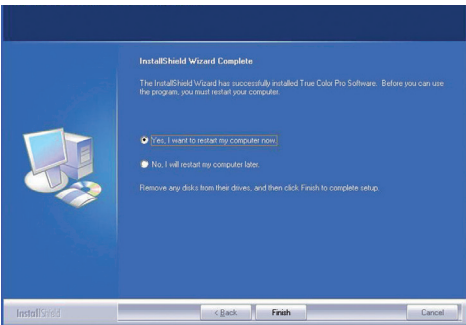 InstallShield Wizard Complete
The InstallShield Wizard has successfully installed True Color Pro Software. Before you can use
the program, you must restart your computer.
Yes, I want to restart my computer now.
No, I will restart my computer later.
Remove any disks from their drives, and then click Finish to complete setup.
InstallShield
< Back Finish Cancel